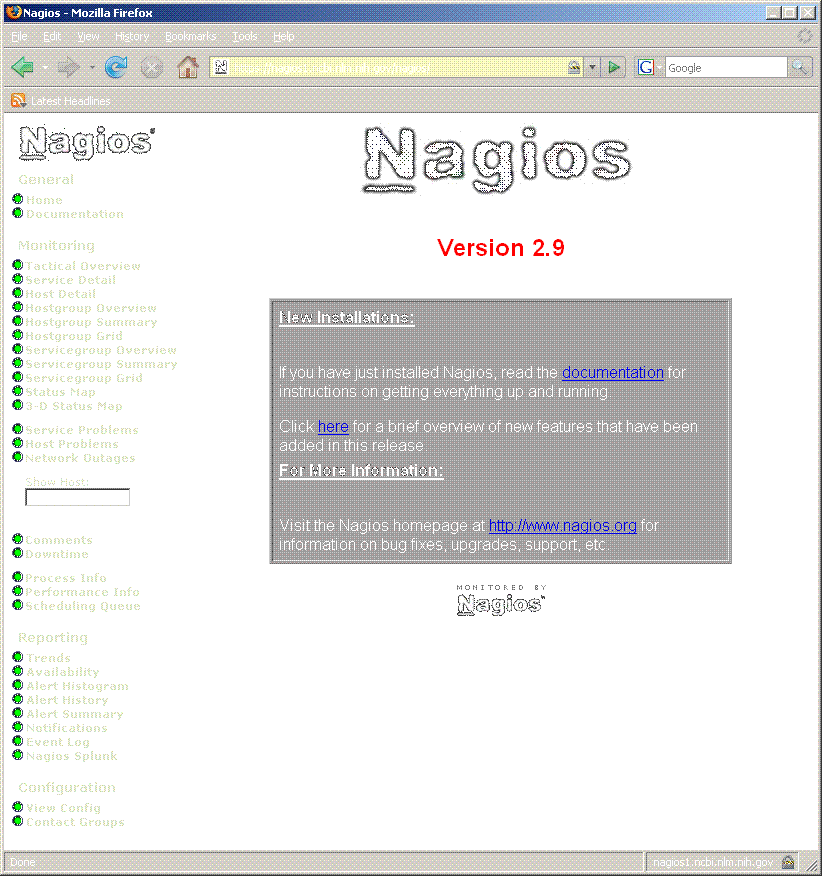 Nagios - Mozilla Firefox
File Edit View History Bookmarks Tools Help
Google
Latest Headlines
Nagios
General
Home
Documentation
Monitoring
Tactical Overview
Service Detail
Host Detail
Hostgroup Overview
Hostgroup Summary
Hostgroup Grid
Servicegroup Overview
Servicegroup Summary
Servicegroup Grid
Status Map
3-D Status Map
Service Problems
Host Problems
Network Outages
Show Host:
Comments
Downtime
Process Info
Performance Info
Scheduling Queue
Reporting
Trends
Availability
Alert Histogram
Alert History
Alert Summary
Notifications
Event Log
Nagios Splunk
Configuration
View Config
Contact Groups
Nagios
Version 2.9
New Installations:
If you have just installed Nagios, read the documentation for
instructions on getting everything up and running
Click here for a brief overview of new features that have been
added in this release.
For More Information:
Visit the Nagios homepage at http://www.nagios.org for
information on bug fixes, upgrades, support, etc.
MONITORED BY
Nagios
Done
nagios1.ncbi.nlm.nih.gov